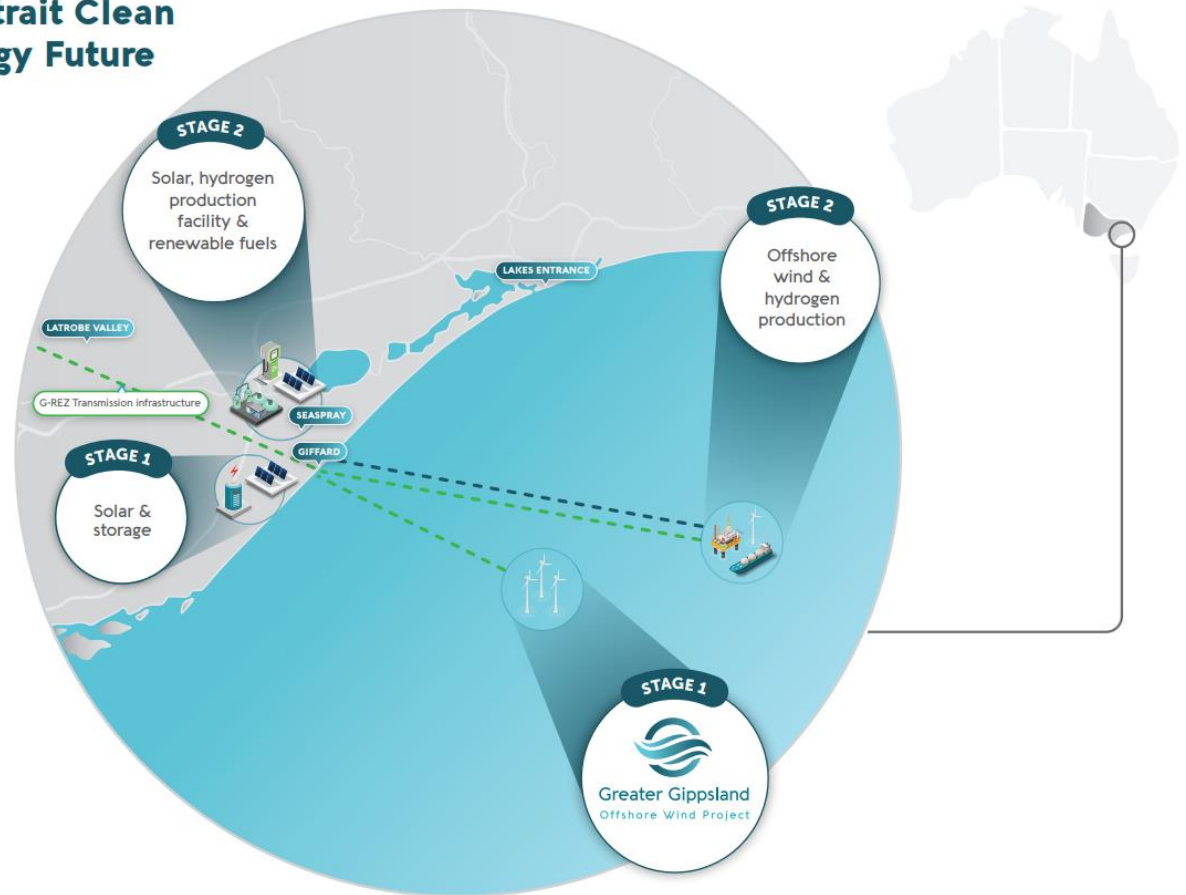 trait Clean
gy Future
STAGE 2
Solar, hydrogen
production
facility &
renewable fuels
STAGE 2
Offshore
wind &
hydrogen
production
LAKES ENTRANCE
LATROBE VALLEY
G-REZ Transmission infrastructure
SEASPRAY
GIFFARD
STAGE 1
Solar &
storage
STAGE 1
Greater Gippsland
Offshore Wind Project